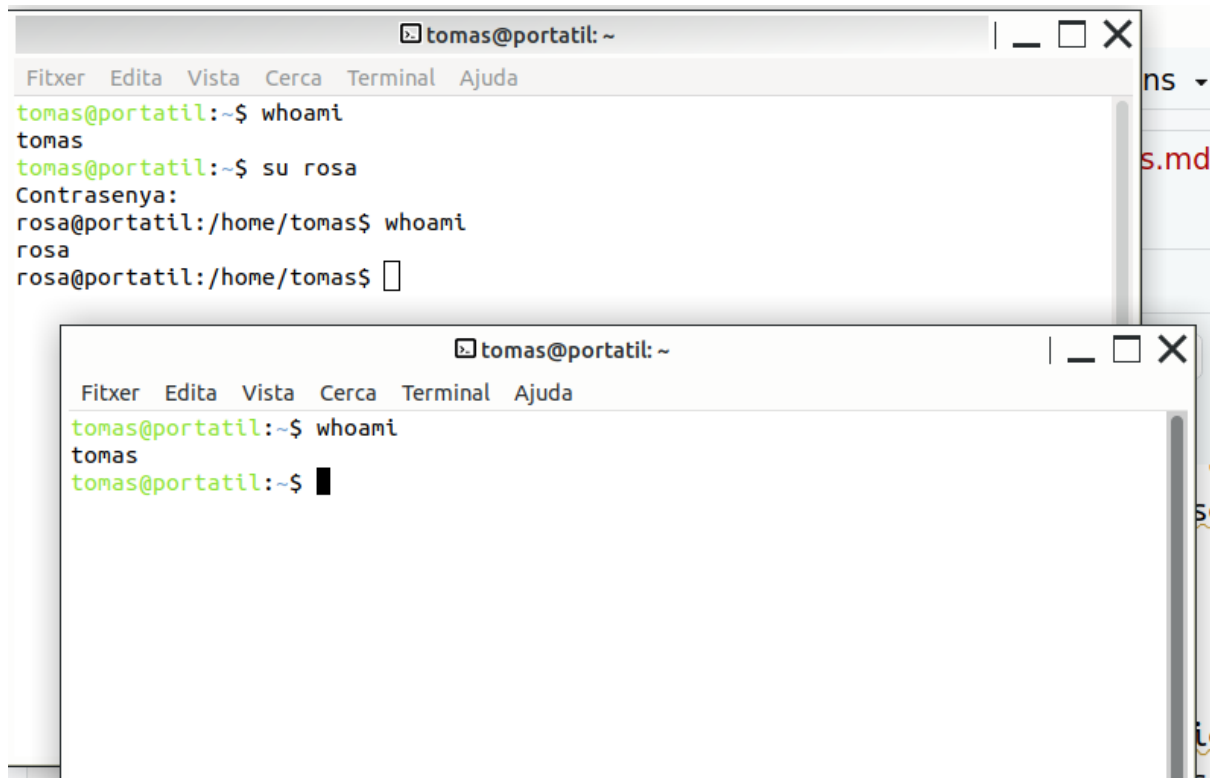 tomas@portatil: ~
Fitxer Edita Vista Cerca Terminal Ajuda
tomas@portatil:~$ whoami
tomas
tomas@portatil:~$ su rosa
Contrasenya:
rosa@portatil:/home/tomas$ whoami
rosa
rosa@portatil:/home/tomas$
ns
s.md
tomas@portatil: ~
Fitxer Edita Vista Cerca Terminal Ajuda
tomas@portatil:~$ whoami
tomas
tomas@portatil:~$